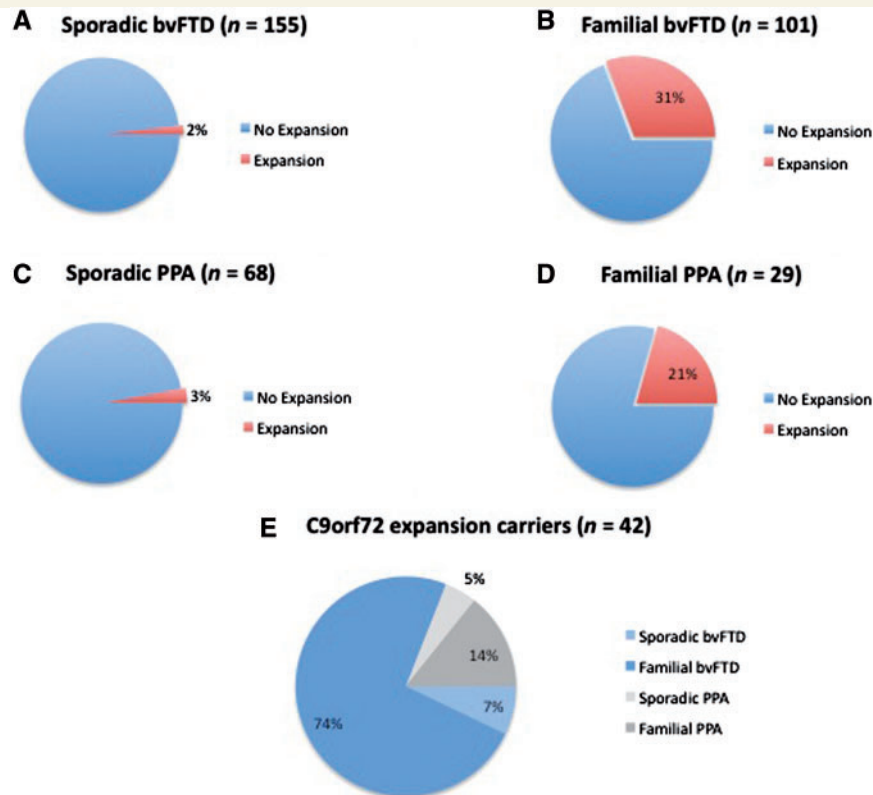 A Sporadic bvFTD (n = 155)
2%
No Expansion
Expansion
B Familial bvFTD (n = 101)
31%
No Expansion
Expansion
C Sporadic PPA (n = 68)
3%
No Expansion
Expansion
D Familial PPA (n = 29)
21%
No Expansion
Expansion
E C9orf72 expansion carriers (n = 42)
5%
14%
7%
74%
Sporadic bvFTD
Familial bvFTD
Sporadic PPA
Familial PPA